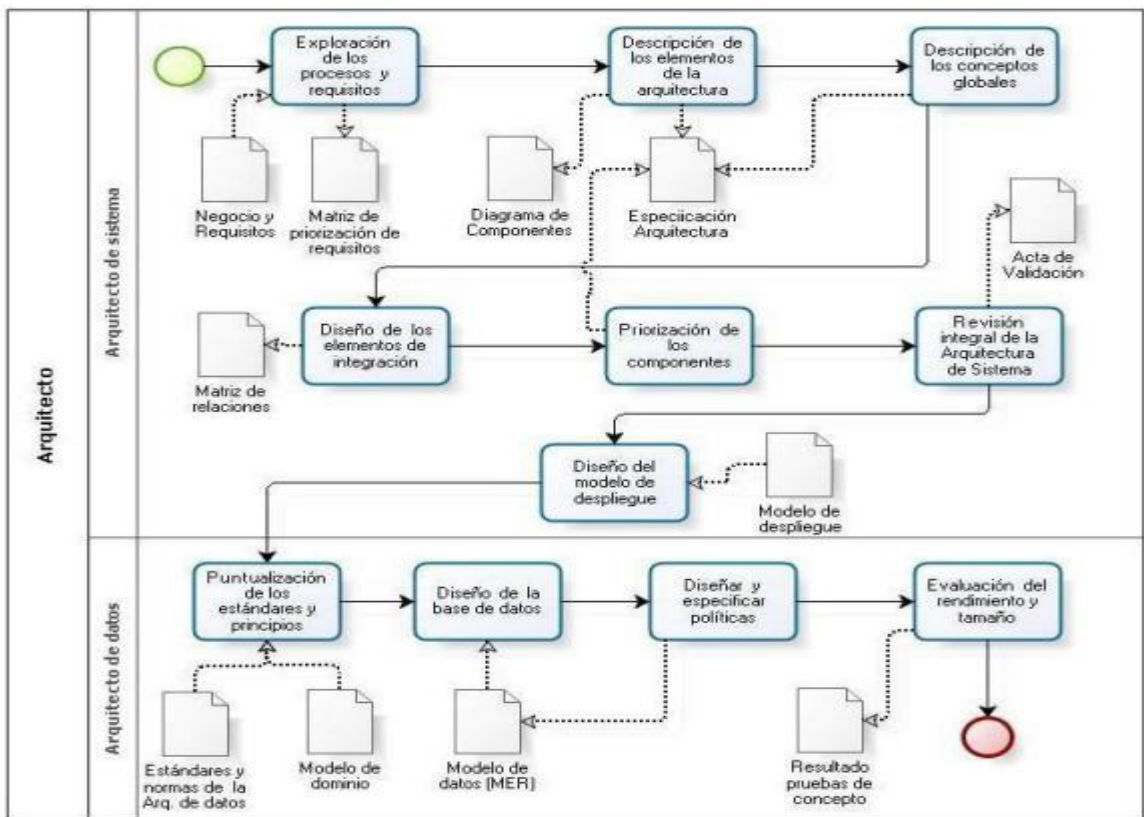 Arquitecto
Arquitecto de sistema
Exploración
de los
procesos y
requisitos
Descripción de
los elementos
de la
arquitectura
Descripción de
los conceptos
globales
Negocio y
Requisitos
Matriz de
priorización de
requisitos
Diagrama de
Componentes
Especiicación
Arquitectura
Acta de
Validación
Diseño de los
elementos de
integración
Priorización de
los
componentes
Revisión
integral de la
Arquitectura
de Sistema
Matriz de
relaciones
Diseño del
modelo de
despliegue
Modelo de
despliegue
Arquitecto de datos
Puntualización
de los
estándares y
principios
Diseño de la
base de datos
Diseñar y
especificar
políticas
Evaluación del
rendimiento y
tamaño
Estándares y
normas de la
Arq. de datos
Modelo de
dominio
Modelo de
datos (MER)
Resultado
pruebas de
concepto